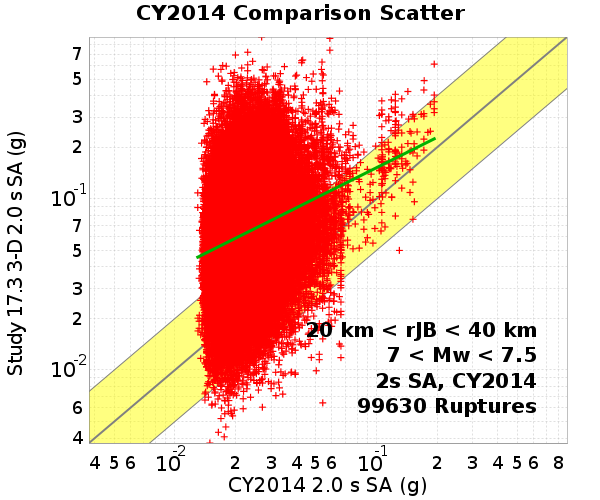 CY2014 Comparison Scatter
Study 17.3 3-D 2.0 s SA (g)
7
5
3
2
10-1
7
5
3
2
10-2
6
4
20 km < rJB < 40 km
7 < Mw < 7.5
2s SA, CY2014
99630 Ruptures
4 5 6 10-2 2 3 4 5 6 10-1 2 3 4 5 6 8
CY2014 2.0 s SA (g)